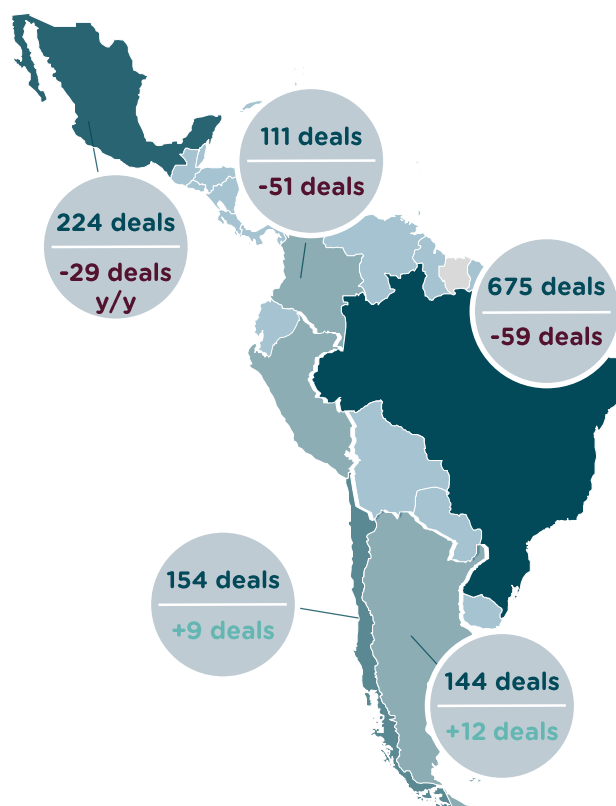 111 deals
-51 deals
224 deals
-29 deals
y/y
675 deals
-59 deals
154 deals
+9 deals
144 deals
+12 deals